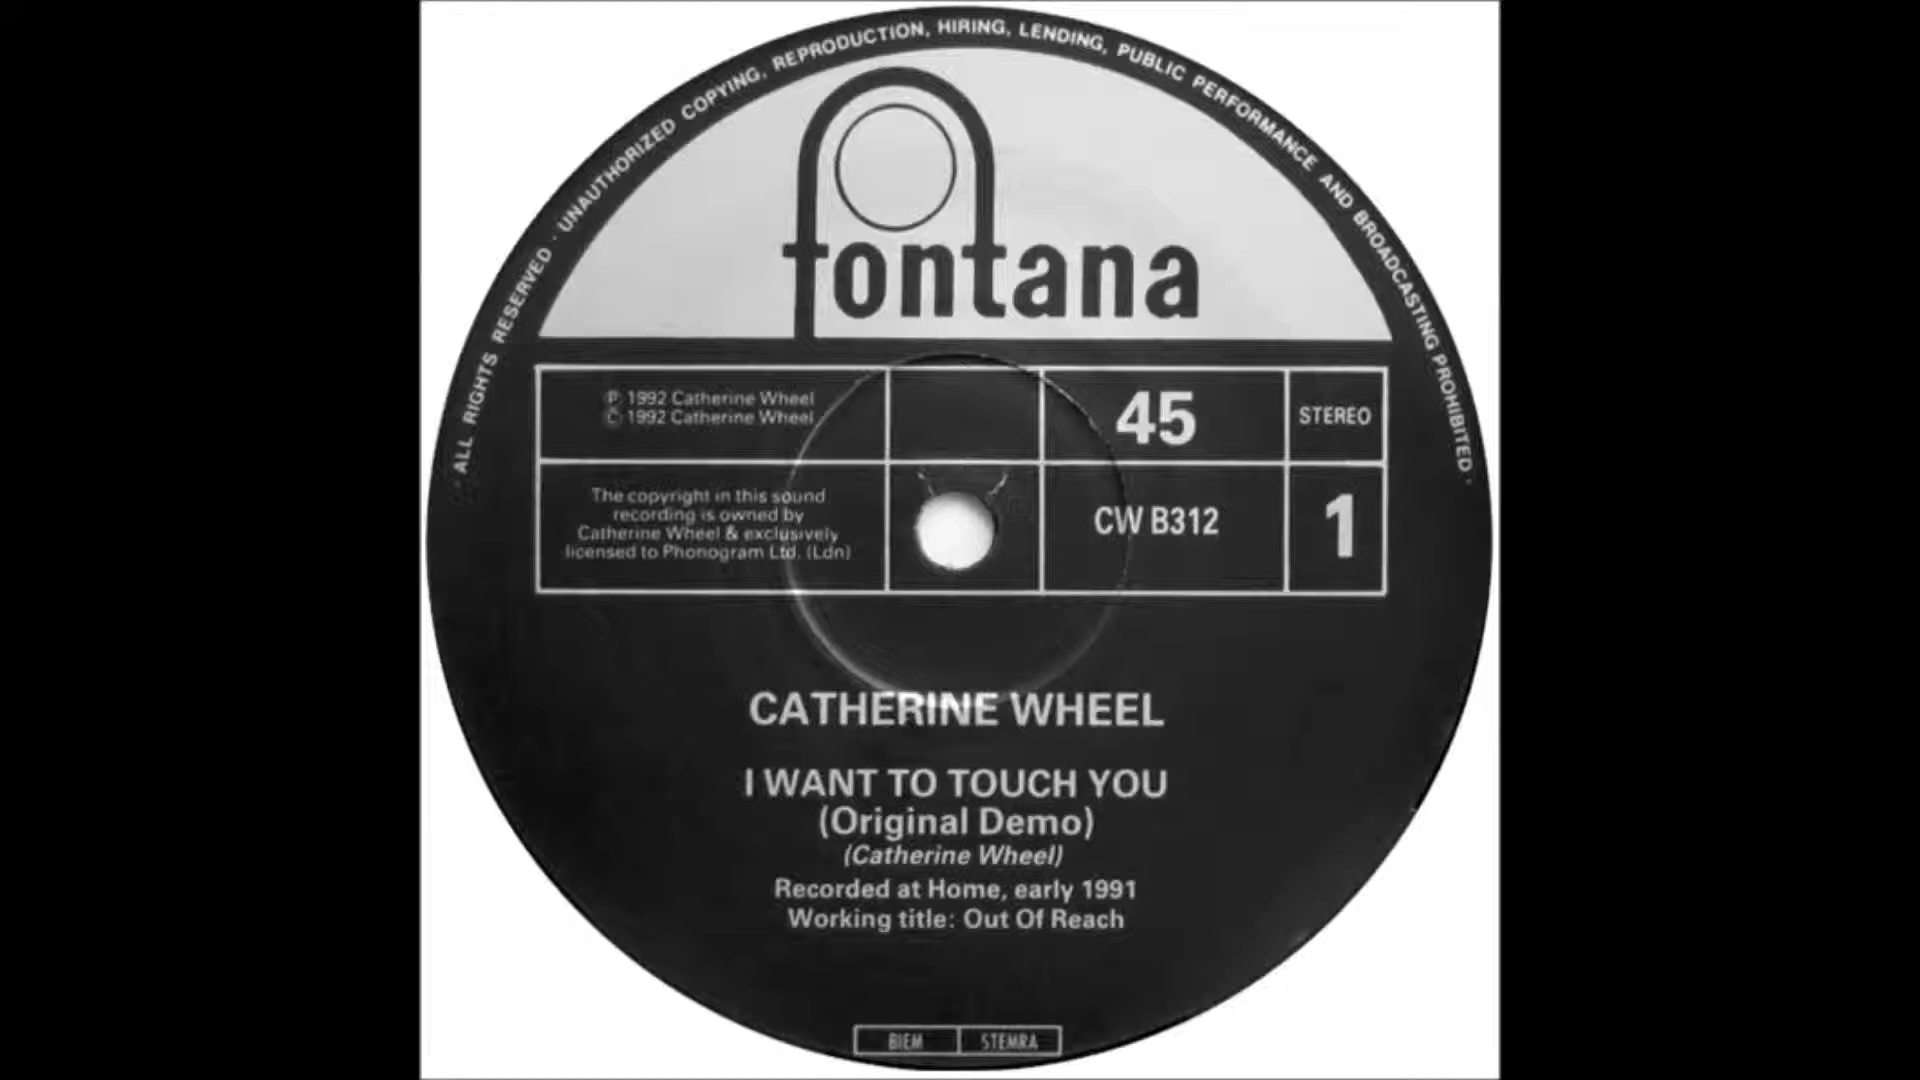 · ALL RIGHTS RESERVED · UNAUTHORIZED COPYING, REPRODUCTION, HIRING, LENDING, PUBLIC PERFORMANCE AND BROADCASTING PROHIBITED ·
fontana
℗ 1992 Catherine Wheel
© 1992 Catherine Wheel
45
STEREO
The copyright in this sound
recording is owned by
Catherine Wheel & exclusively
licensed to Phonogram Ltd. (Ldn)
CW B312
1
CATHERINE WHEEL
I WANT TO TOUCH YOU
(Original Demo)
(Catherine Wheel)
Recorded at Home, early 1991
Working title: Out Of Reach
BIEM STEMRA